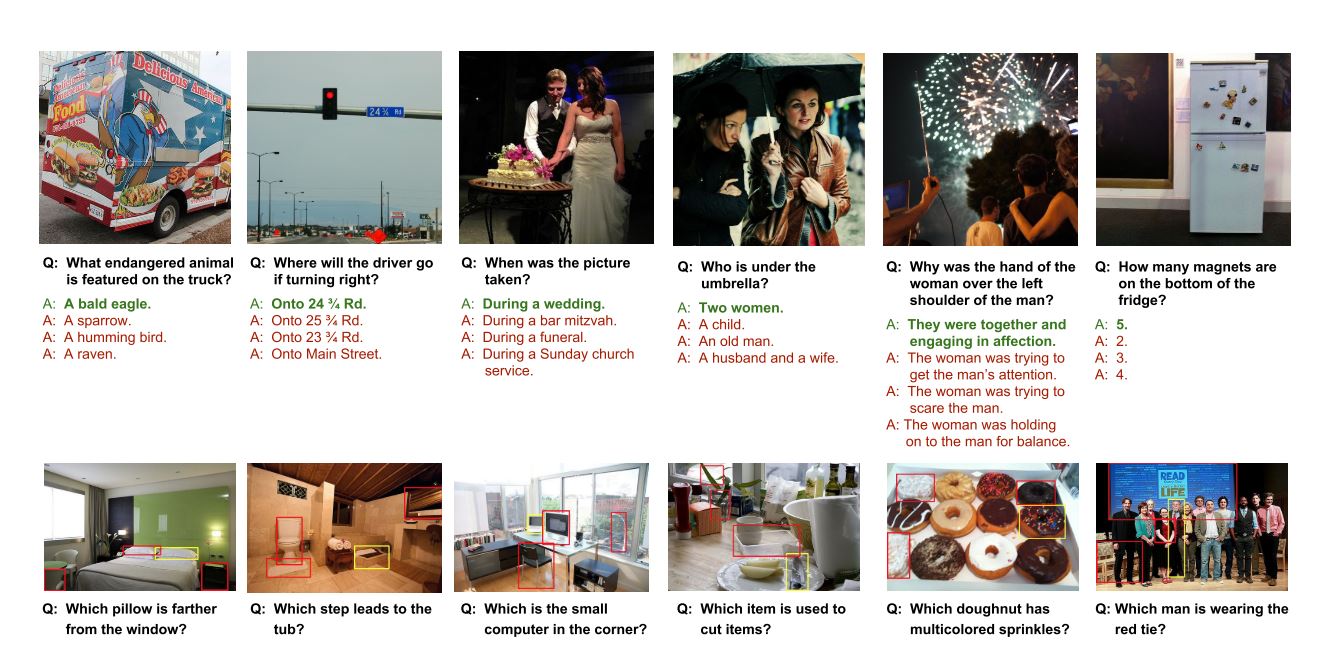 Delicious American
Food
24 ¾ Rd
Q: What endangered animal
is featured on the truck?
A: A bald eagle.
A: A sparrow.
A: A humming bird.
A: A raven.
Q: Where will the driver go
if turning right?
A: Onto 24 ¾ Rd.
A: Onto 25 ¾ Rd.
A: Onto 23 ¾ Rd.
A: Onto Main Street.
Q: When was the picture
taken?
A: During a wedding.
A: During a bar mitzvah.
A: During a funeral.
A: During a Sunday church
service.
Q: Who is under the
umbrella?
A: Two women.
A: A child.
A: An old man.
A: A husband and a wife.
Q: Why was the hand of the
woman over the left
shoulder of the man?
A: They were together and
engaging in affection.
A: The woman was trying to
get the man's attention.
A: The woman was trying to
scare the man.
A: The woman was holding
on to the man for balance.
Q: How many magnets are
on the bottom of the
fridge?
A: 5.
A: 2.
A: 3.
A: 4.
READ
LIFE
Q: Which pillow is farther
from the window?
Q: Which step leads to the
tub?
Q: Which is the small
computer in the corner?
Q: Which item is used to
cut items?
Q: Which doughnut has
multicolored sprinkles?
Q: Which man is wearing the
red tie?